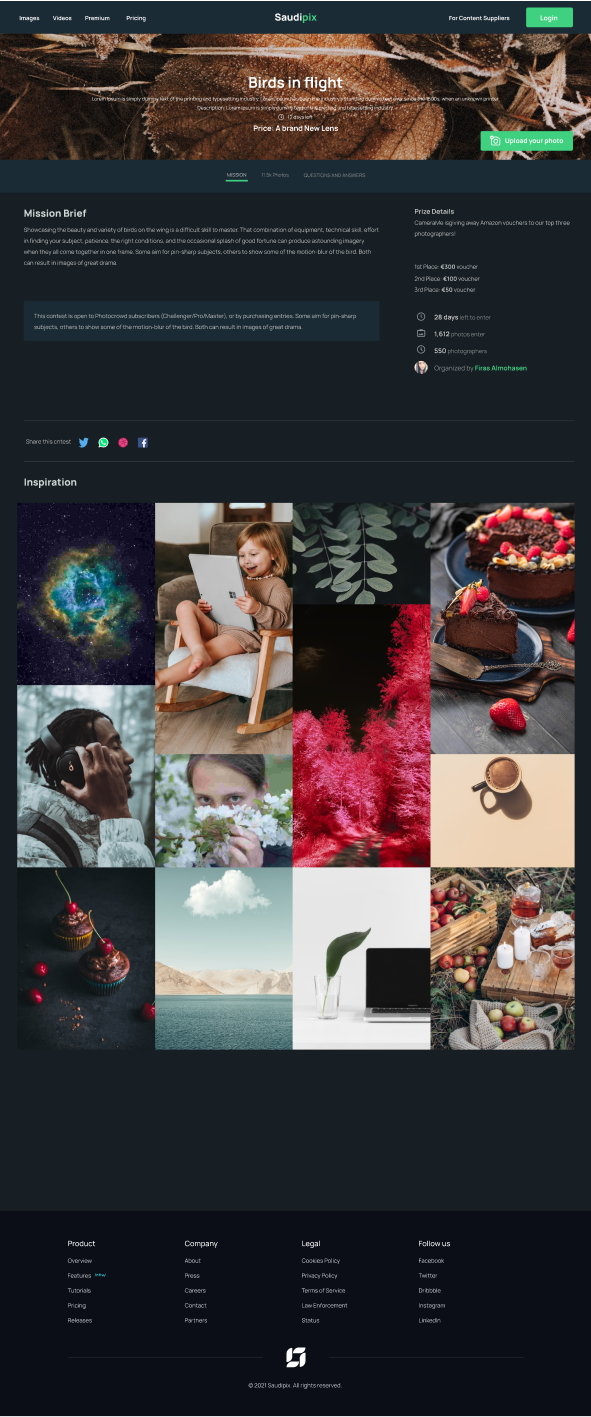 Images Videos Premium Pricing
Saudipix
For Content Suppliers
Login
Birds in flight
Lorem Ipsum is simply dummy text of the printing and typesetting industry. Lorem Ipsum has been the industry's standard dummy text ever since the 1500s, when an unknown printer
Description: Lorem Ipsum is simply dummy text of the printing and typesetting industry
12 days left
Price: A brand New Lens
Upload your photo
MISSION
11.5k Photos
QUESTIONS AND ANSWERS
Mission Brief
Showcasing the beauty and variety of birds on the wing is a difficult skill to master. That combination of equipment, technical skill, effort
in finding your subject, patience, the right conditions, and the occasional splash of good fortune can produce astounding imagery
when they all come together in one frame. Some aim for pin-sharp subjects, others to show some of the motion-blur of the bird. Both
can result in images of great drama.
This contest is open to Photocrowd subscribers (Challenger/Pro/Master), or by purchasing entries. Some aim for pin-sharp
subjects, others to show some of the motion-blur of the bird. Both can result in images of great drama.
Prize Details
CameraMe isgiving away Amazon vouchers to our top three
photographers!
1st Place: €300 voucher
2nd Place: €100 voucher
3rd Place: €50 voucher
28 days left to enter
1,612 photos enter
550 photographers
Organized by Firas Almohasen
Share this cntest
Inspiration
Product
Overview
Features NEW
Tutorials
Pricing
Releases
Company
About
Press
Careers
Contact
Partners
Legal
Cookies Policy
Privacy Policy
Terms of Service
Law Enforcement
Status
Follow us
Facebook
Twitter
Dribbble
Instagram
LinkedIn
© 2021 Saudipix. All rights reserved.